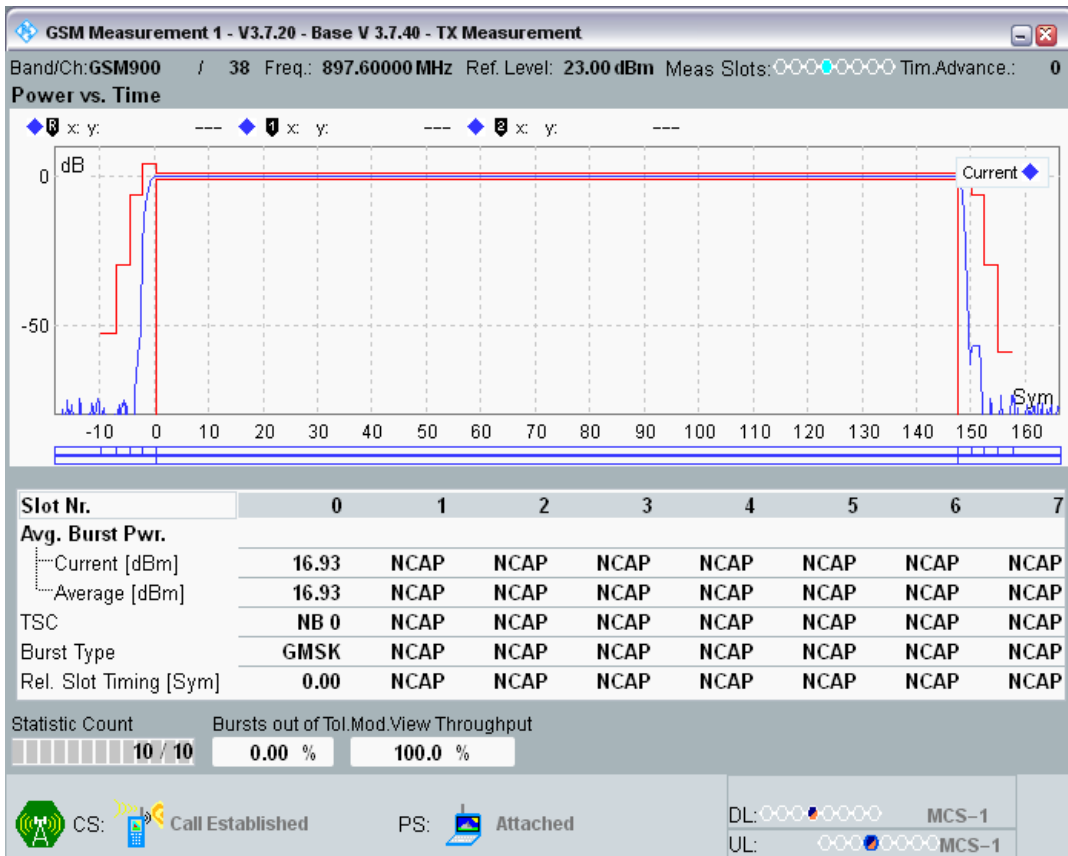 GSM Measurement 1 - V3.7.20 - Base V 3.7.40 - TX Measurement
Band/Ch:GSM900 / 38 Freq.: 897.60000 MHz Ref. Level: 23.00 dBm Meas Slots: Tim.Advance.: 0
Power vs. Time
R x: y: --- 1 x: y: --- 2 x: y: ---
dB
Current
0
-50
Sym
-10 0 10 20 30 40 50 60 70 80 90 100 110 120 130 140 150 160
Slot Nr. 0 1 2 3 4 5 6 7
Avg. Burst Pwr.
Current [dBm] 16.93 NCAP NCAP NCAP NCAP NCAP NCAP NCAP
Average [dBm] 16.93 NCAP NCAP NCAP NCAP NCAP NCAP NCAP
TSC NB 0 NCAP NCAP NCAP NCAP NCAP NCAP NCAP
Burst Type GMSK NCAP NCAP NCAP NCAP NCAP NCAP NCAP
Rel. Slot Timing [Sym] 0.00 NCAP NCAP NCAP NCAP NCAP NCAP NCAP
Statistic Count Bursts out of Tol.Mod.View Throughput
10 / 10 0.00 % 100.0 %
CS: Call Established PS: Attached
DL: MCS-1
UL: MCS-1